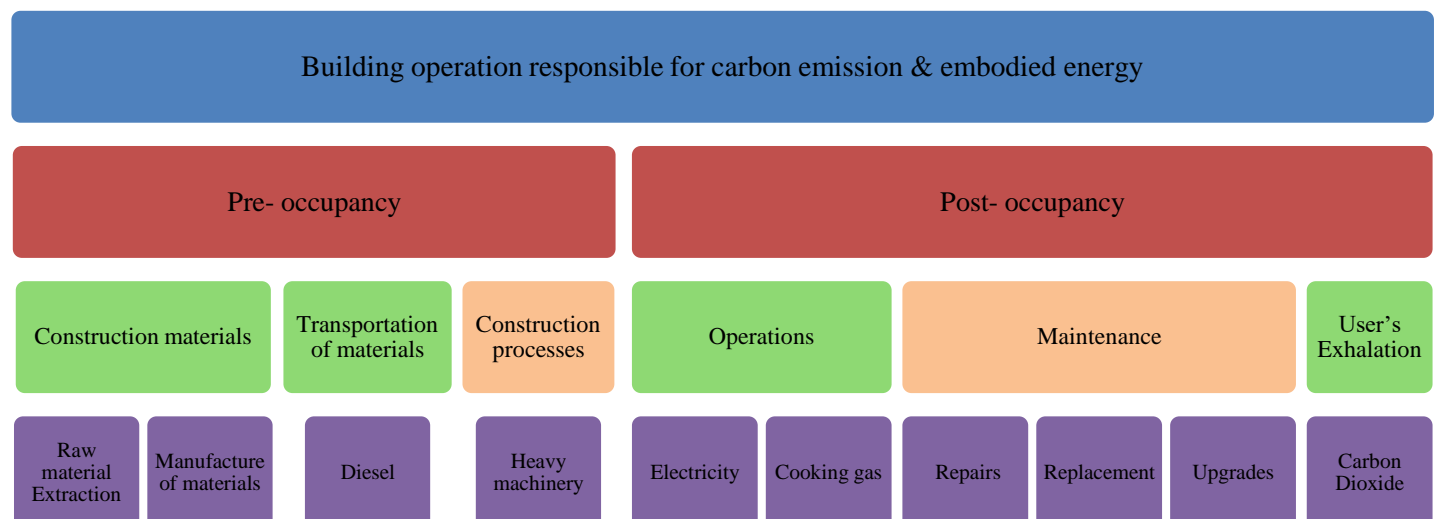 Building operation responsible for carbon emission & embodied energy
Pre- occupancy
Post- occupancy
Construction materials
Transportation
of materials
Construction
processes
Operations
Maintenance
User’s
Exhalation
Raw
material
Extraction
Manufacture
of materials
Diesel
Heavy
machinery
Electricity
Cooking gas
Repairs
Replacement
Upgrades
Carbon
Dioxide